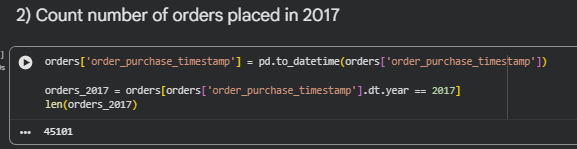 2) Count number of orders placed in 2017
orders['order_purchase_timestamp'] = pd.to_datetime(orders['order_purchase_timestamp'])
orders_2017 = orders[orders['order_purchase_timestamp'].dt.year == 2017]
len(orders_2017)
... 45101